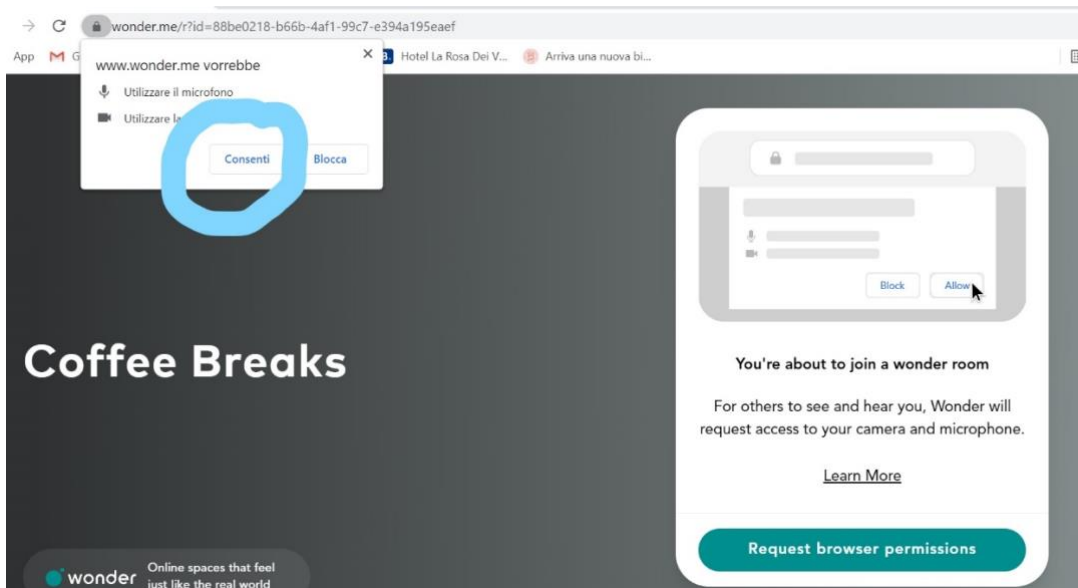 wonder.me/r?id=88be0218-b66b-4af1-99c7-e394a195eaef
App
Hotel La Rosa Dei V...
Arriva una nuova bi...
www.wonder.me vorrebbe
Utilizzare il microfono
Utilizzare la
Consenti
Blocca
Coffee Breaks
Block
Allow
You're about to join a wonder room
For others to see and hear you, Wonder will
request access to your camera and microphone.
Learn More
Request browser permissions
wonder
Online spaces that feel
just like the real world